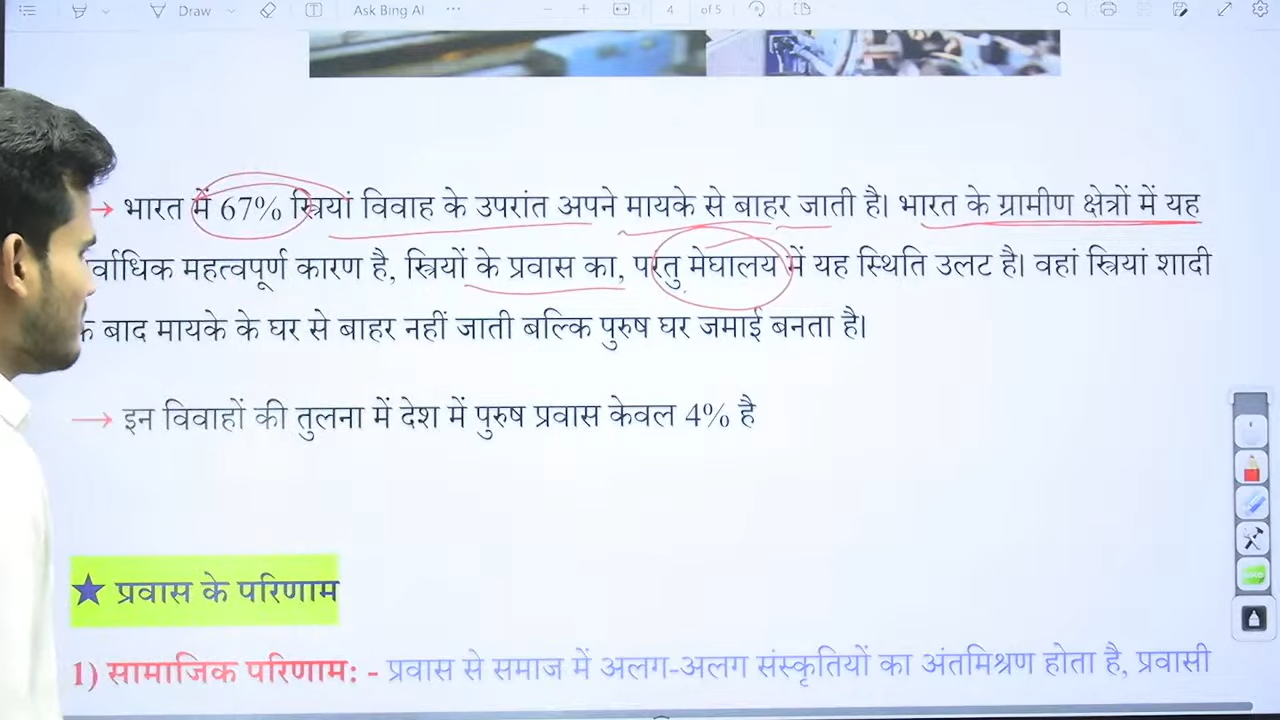 Draw
Ask Bing AI
4 of 5
→ भारत में 67% स्त्रियां विवाह के उपरांत अपने मायके से बाहर जाती है। भारत के ग्रामीण क्षेत्रों में यह
र्वाधिक महत्वपूर्ण कारण है, स्त्रियों के प्रवास का, परतु मेघालय में यह स्थिति उलट है। वहां स्त्रियां शादी
बाद मायके के घर से बाहर नहीं जाती बल्कि पुरुष घर जमाई बनता है।
→ इन विवाहों की तुलना में देश में पुरुष प्रवास केवल 4% है
★ प्रवास के परिणाम
1) सामाजिक परिणाम: - प्रवास से समाज में अलग-अलग संस्कृतियों का अंतमिश्रण होता है, प्रवासी